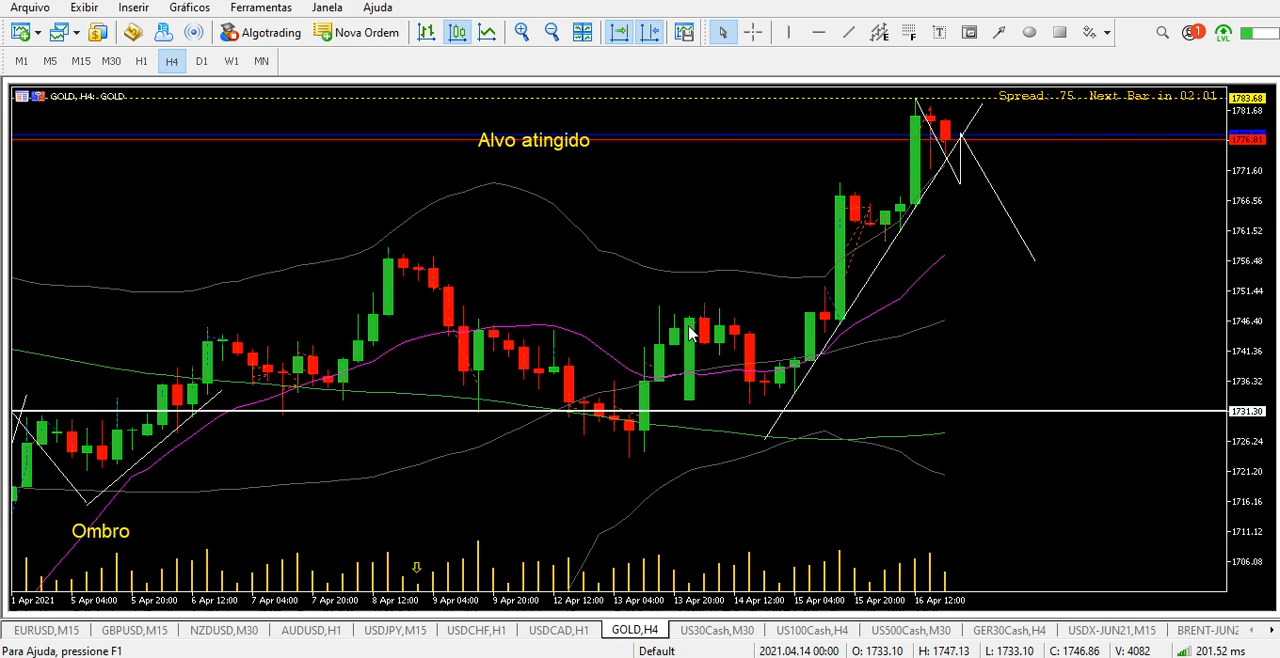 Arquivo Exibir Inserir Gráficos Ferramentas Janela Ajuda
Algotrading Nova Ordem T 1 LVL
M1 M5 M15 M30 H1 H4 D1 W1 MN
GOLD, H4: GOLD
Spread: 75 Next Bar in 02:01
1783.68
1781.68
Alvo atingido
1776.81
1771.60
1766.56
1761.52
1756.48
1751.44
1746.40
1741.36
1736.32
1731.30
1726.24
1721.20
1716.16
1711.12
1706.08
Ombro
1 Apr 2021 5 Apr 04:00 5 Apr 20:00 6 Apr 12:00 7 Apr 04:00 7 Apr 20:00 8 Apr 12:00 9 Apr 04:00 9 Apr 20:00 12 Apr 12:00 13 Apr 04:00 13 Apr 20:00 14 Apr 12:00 15 Apr 04:00 15 Apr 20:00 16 Apr 12:00
EURUSD,M15 GBPUSD,M15 NZDUSD,M30 AUDUSD,H1 USDJPY,M15 USDCHF,H1 USDCAD,H1 GOLD,H4 US30Cash,M30 US100Cash,H4 US500Cash,M30 GER30Cash,H4 USDX-JUN21,M15 BRENT-JUN2
Para Ajuda, pressione F1 Default 2021.04.14 00:00 O: 1733.10 H: 1747.13 L: 1733.10 C: 1746.86 V: 4082 201.52 ms